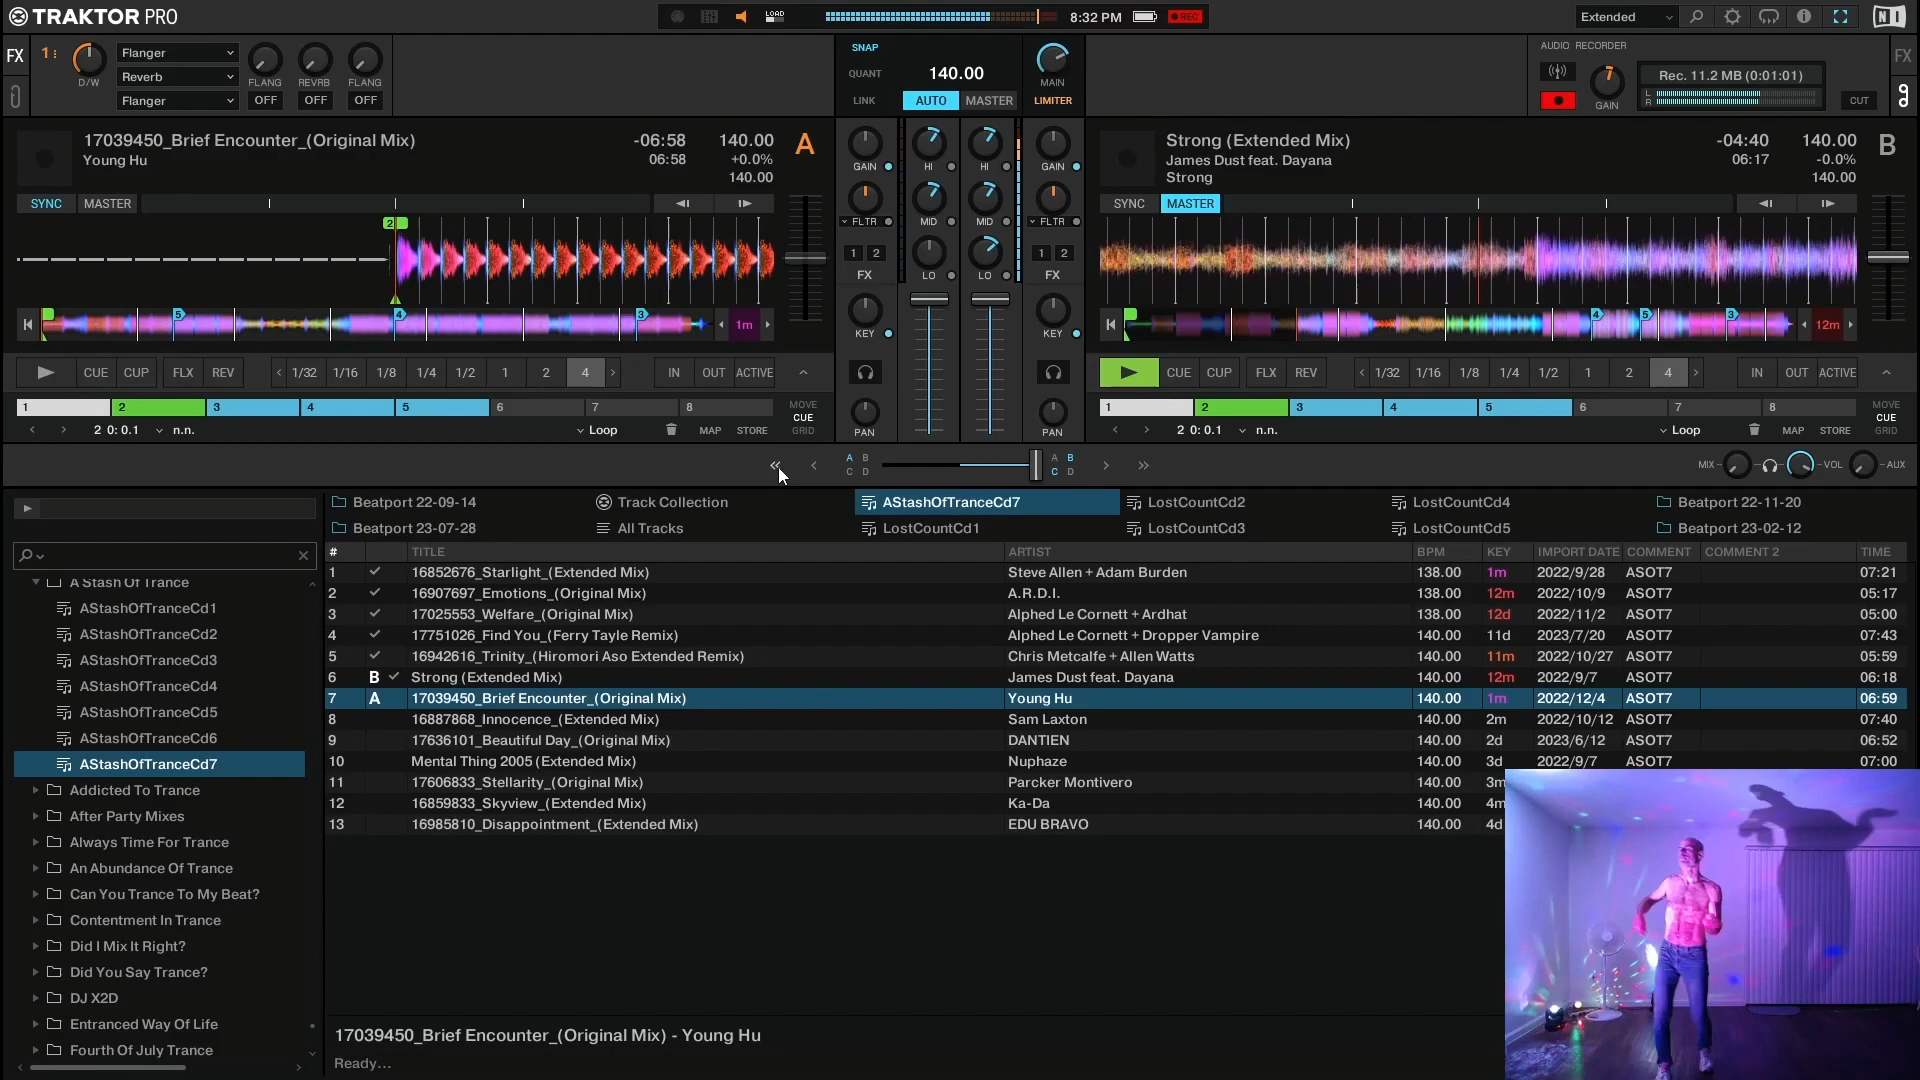 TRAKTOR PRO
LOAD
8:32 PM
REC
Extended
FX
1
D/W
Flanger
Reverb
Flanger
FLANG
REVRB
FLANG
OFF
OFF
OFF
SNAP
QUANT
140.00
LINK
AUTO
MASTER
MAIN
LIMITER
AUDIO RECORDER
GAIN
Rec. 11.2 MB (0:01:01)
L
R
CUT
FX
17039450_Brief Encounter_(Original Mix)
Young Hu
-06:58
06:58
140.00
+0.0%
140.00
A
SYNC
MASTER
2
5
4
3
1m
CUE
CUP
FLX
REV
1/32
1/16
1/8
1/4
1/2
1
2
4
IN
OUT
ACTIVE
1
2
3
4
5
6
7
8
MOVE
CUE
GRID
2 0: 0.1
n.n.
Loop
MAP
STORE
GAIN
HI
HI
GAIN
FLTR
MID
MID
FLTR
1
2
1
2
FX
LO
LO
FX
KEY
KEY
PAN
PAN
Strong (Extended Mix)
James Dust feat. Dayana
Strong
-04:40
06:17
140.00
-0.0%
140.00
B
SYNC
MASTER
4
5
3
12m
CUE
CUP
FLX
REV
1/32
1/16
1/8
1/4
1/2
1
2
4
IN
OUT
ACTIVE
1
2
3
4
5
6
7
8
MOVE
CUE
GRID
2 0: 0.1
n.n.
Loop
MAP
STORE
A B
C D
A B
C D
MIX
VOL
AUX
Beatport 22-09-14
Track Collection
AStashOfTranceCd7
LostCountCd2
LostCountCd4
Beatport 22-11-20
Beatport 23-07-28
All Tracks
LostCountCd1
LostCountCd3
LostCountCd5
Beatport 23-02-12
A Stash Of Trance
AStashOfTranceCd1
AStashOfTranceCd2
AStashOfTranceCd3
AStashOfTranceCd4
AStashOfTranceCd5
AStashOfTranceCd6
AStashOfTranceCd7
Addicted To Trance
After Party Mixes
Always Time For Trance
An Abundance Of Trance
Can You Trance To My Beat?
Contentment In Trance
Did I Mix It Right?
Did You Say Trance?
DJ X2D
Entranced Way Of Life
Fourth Of July Trance
# TITLE ARTIST BPM KEY IMPORT DATE COMMENT COMMENT 2 TIME
1 16852676_Starlight_(Extended Mix) Steve Allen + Adam Burden 138.00 1m 2022/9/28 ASOT7 07:21
2 16907697_Emotions_(Original Mix) A.R.D.I. 138.00 12m 2022/10/9 ASOT7 05:17
3 17025553_Welfare_(Original Mix) Alphed Le Cornett + Ardhat 138.00 12d 2022/11/2 ASOT7 05:00
4 17751026_Find You_(Ferry Tayle Remix) Alphed Le Cornett + Dropper Vampire 140.00 11d 2023/7/20 ASOT7 07:43
5 16942616_Trinity_(Hiromori Aso Extended Remix) Chris Metcalfe + Allen Watts 140.00 11m 2022/10/27 ASOT7 05:59
6 B Strong (Extended Mix) James Dust feat. Dayana 140.00 12m 2022/9/7 ASOT7 06:18
7 A 17039450_Brief Encounter_(Original Mix) Young Hu 140.00 1m 2022/12/4 ASOT7 06:59
8 16887868_Innocence_(Extended Mix) Sam Laxton 140.00 2m 2022/10/12 ASOT7 07:40
9 17636101_Beautiful Day_(Original Mix) DANTIEN 140.00 2d 2023/6/12 ASOT7 06:52
10 Mental Thing 2005 (Extended Mix) Nuphaze 140.00 3d 2022/9/7 ASOT7 07:00
11 17606833_Stellarity_(Original Mix) Parcker Montivero 140.00 3m
12 16859833_Skyview_(Extended Mix) Ka-Da 140.00 4m
13 16985810_Disappointment_(Extended Mix) EDU BRAVO 140.00 4d
17039450_Brief Encounter_(Original Mix) - Young Hu
Ready...